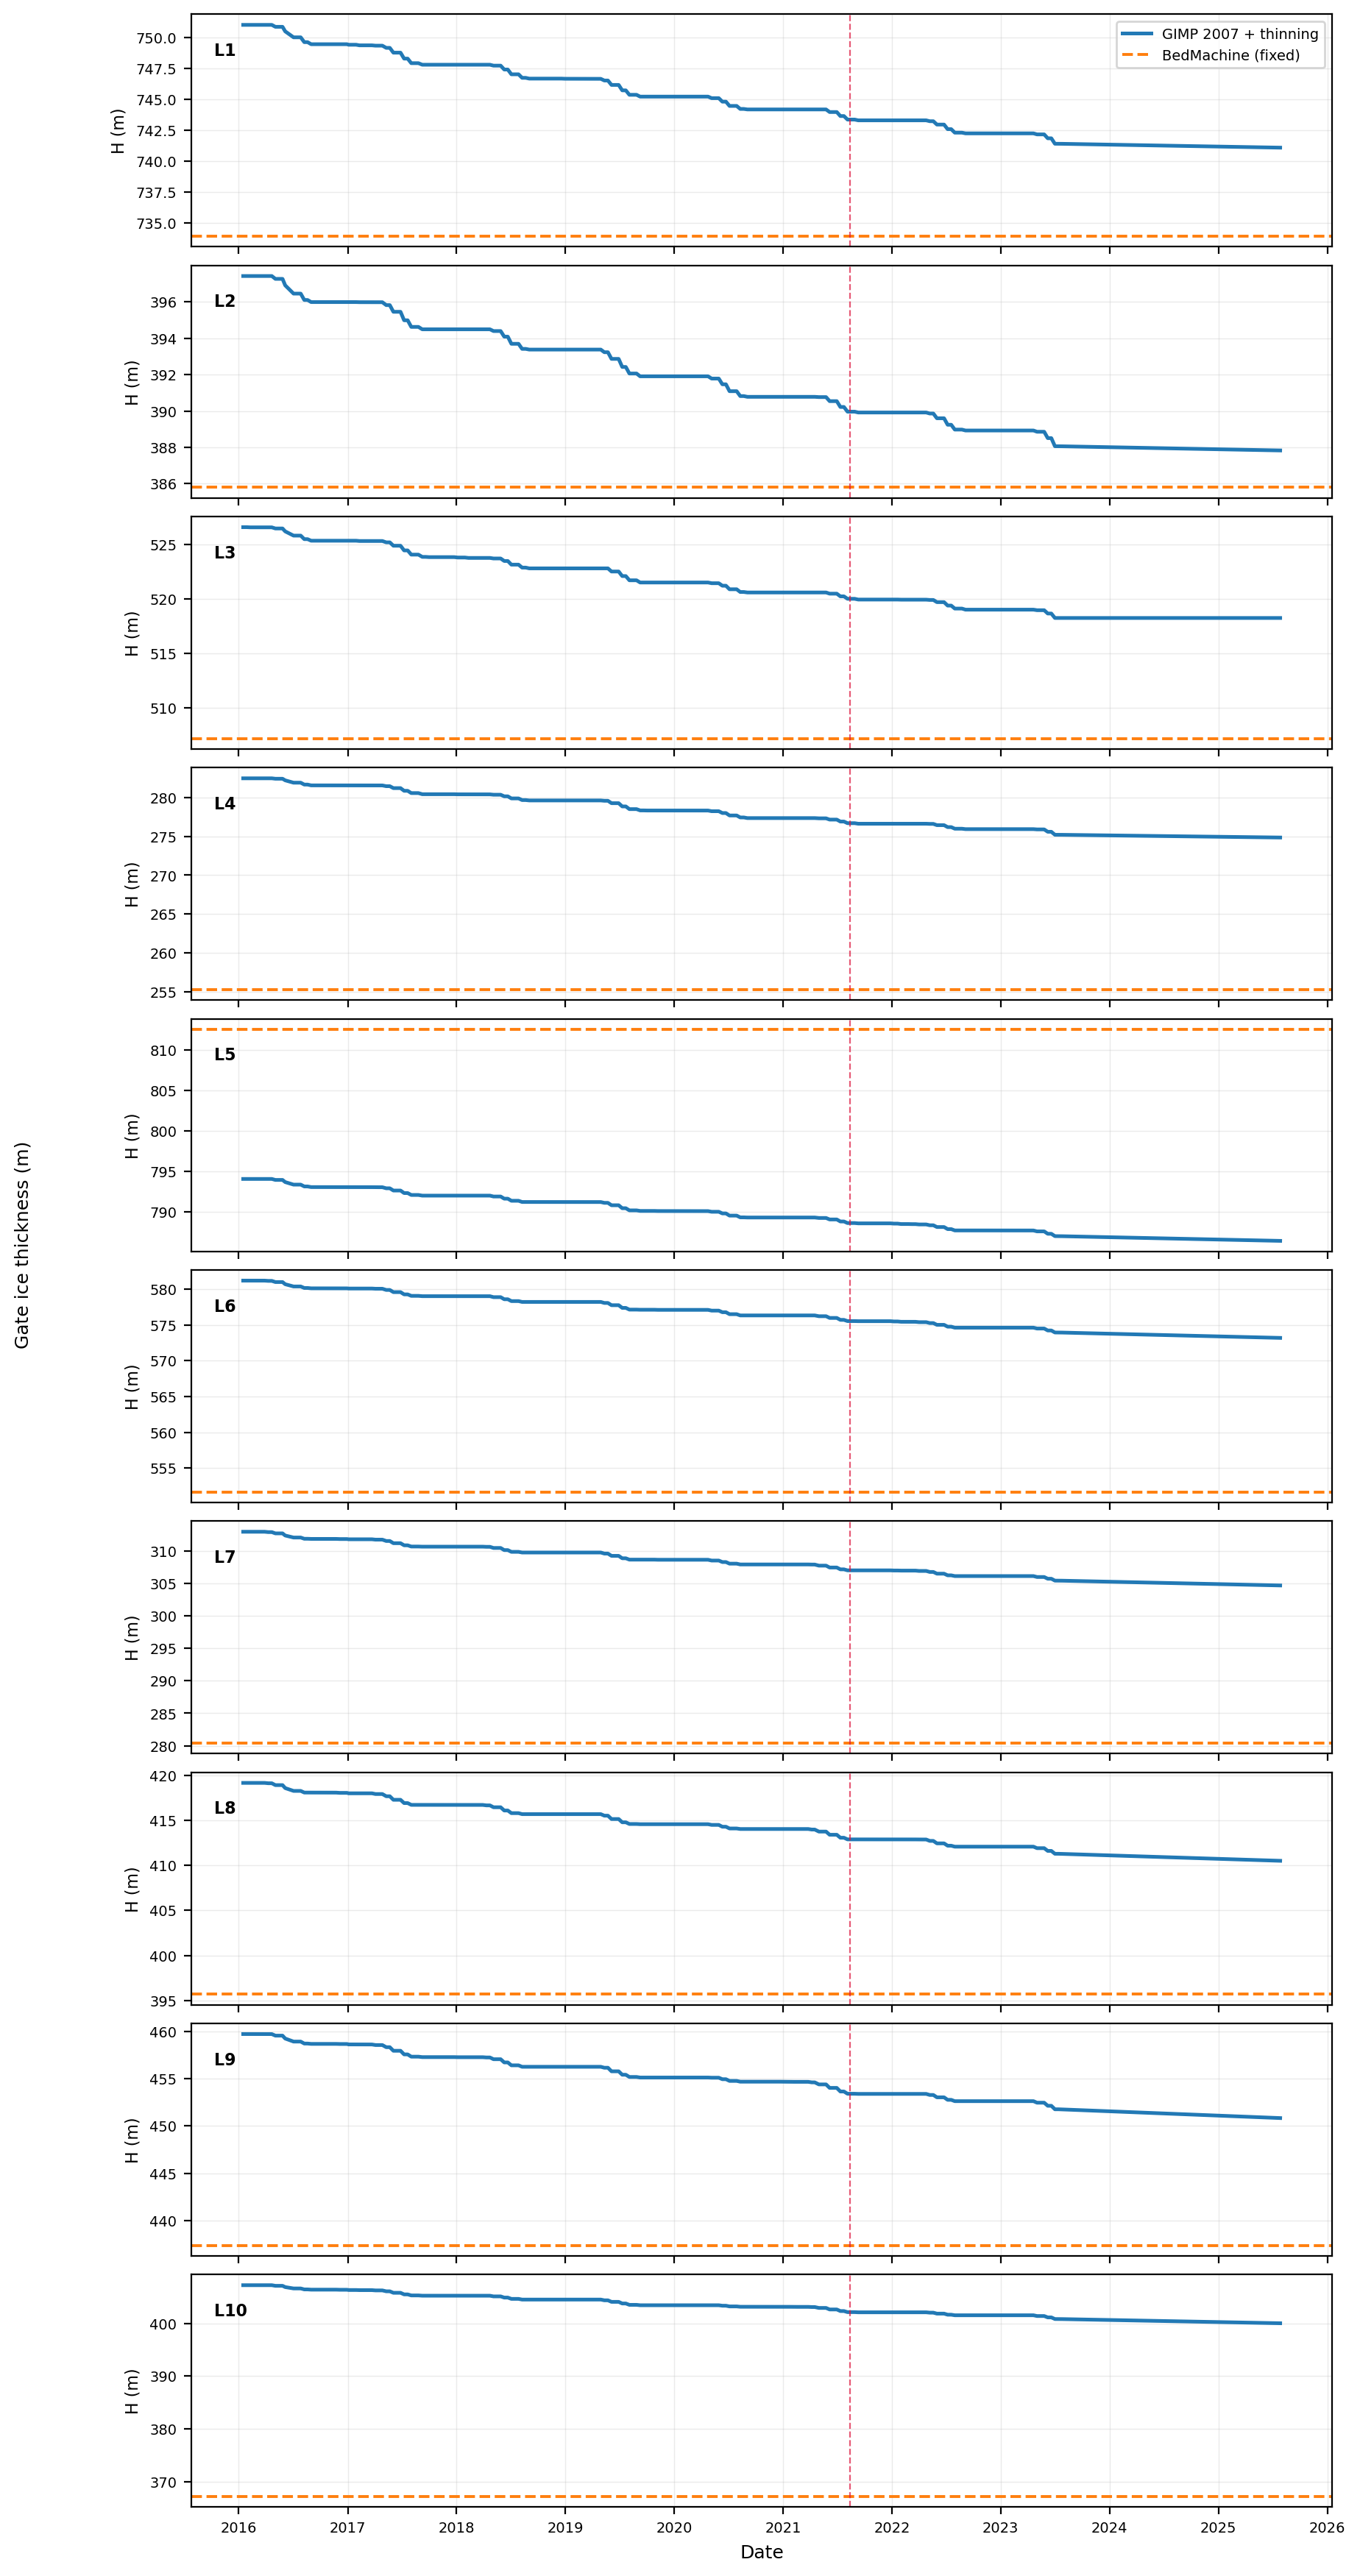 GIMP 2007 + thinning
BedMachine (fixed)
L1
H (m)
750.0
747.5
745.0
742.5
740.0
737.5
735.0
L2
H (m)
396
394
392
390
388
386
L3
H (m)
525
520
515
510
L4
H (m)
280
275
270
265
260
255
L5
H (m)
810
805
800
795
790
Gate ice thickness (m)
L6
H (m)
580
575
570
565
560
555
L7
H (m)
310
305
300
295
290
285
280
L8
H (m)
420
415
410
405
400
395
L9
H (m)
460
455
450
445
440
L10
H (m)
400
390
380
370
2016 2017 2018 2019 2020 2021 2022 2023 2024 2025 2026
Date